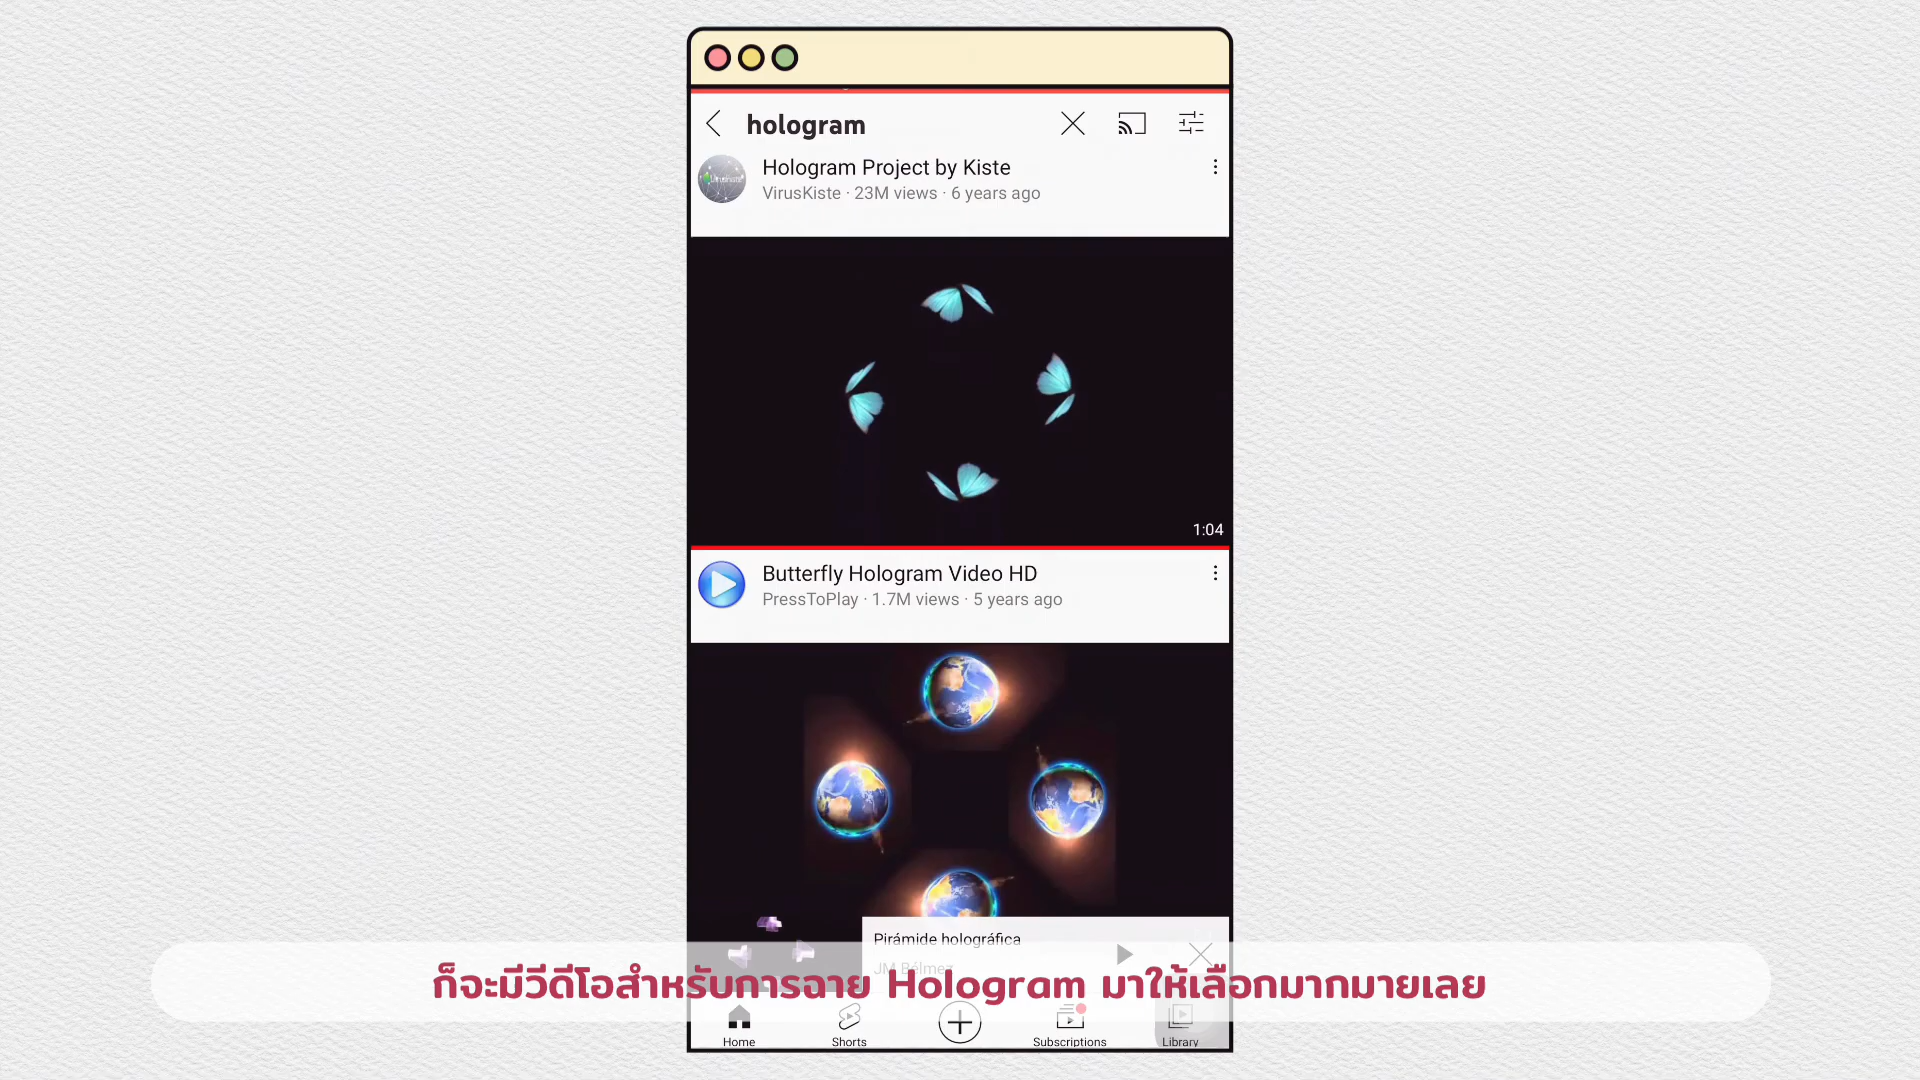 hologram
Hologram Project by Kiste
VirusKiste · 23M views · 6 years ago
1:04
Butterfly Hologram Video HD
PressToPlay · 1.7M views · 5 years ago
Pirámide holográfica
JM Bélmez
ก็จะมีวีดีโอสำหรับการฉาย Hologram มาให้เลือกมากมายเลย
Home
Shorts
Subscriptions
Library